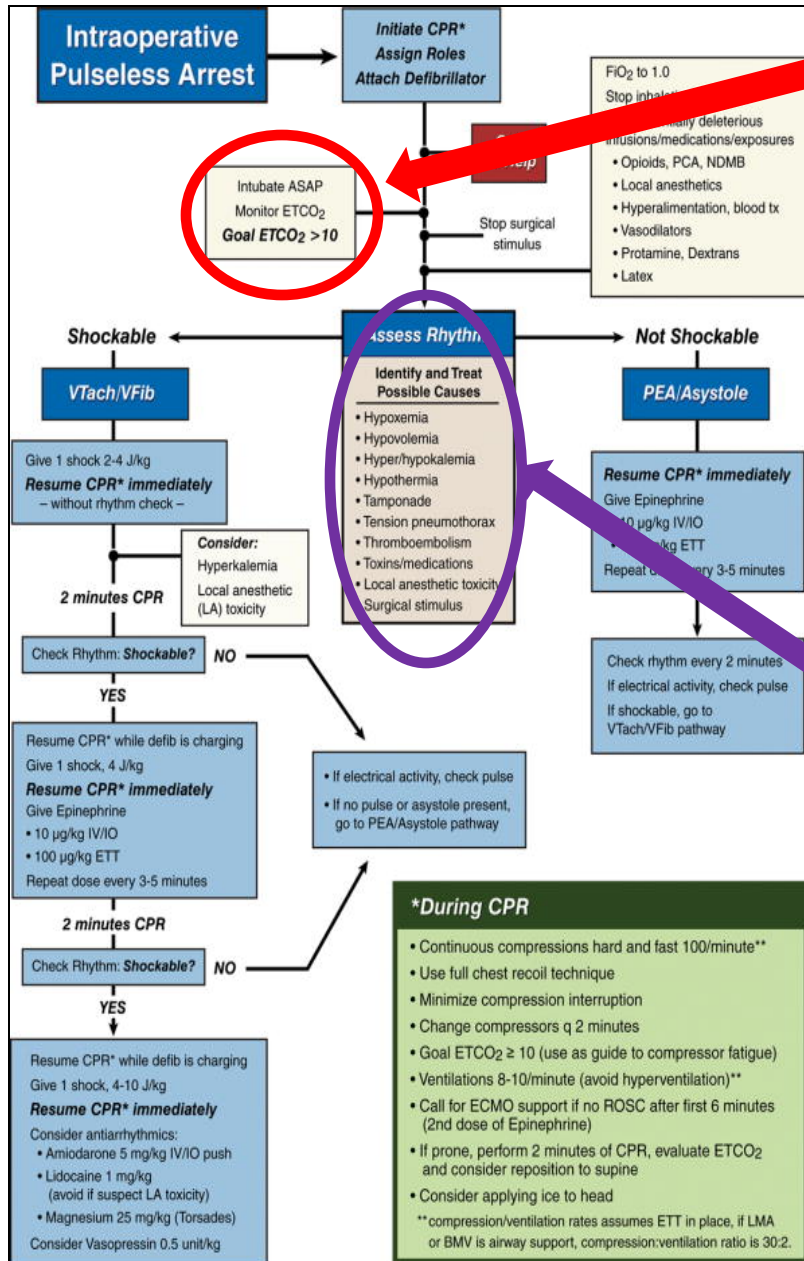 Intraoperative
Pulseless Arrest
Initiate CPR*
Assign Roles
Attach Defibrillator
FiO2 to 1.0
Stop
deleterious
infusions/medications/exposures
• Opioids, PCA, NDMB
• Local anesthetics
• Hyperalimentation, blood tx
• Vasodilators
• Protamine, Dextrans
• Latex
Intubate ASAP
Monitor ETCO2
Goal ETCO2 >10
Stop surgical
stimulus
Shockable
Assess Rhythm
Not Shockable
VTach/VFib
Identify and Treat
Possible Causes
• Hypoxemia
• Hypovolemia
• Hyper/hypokalemia
• Hypothermia
• Tamponade
• Tension pneumothorax
• Thromboembolism
• Toxins/medications
• Local anesthetic toxicity
Surgical stimulus
PEA/Asystole
Give 1 shock 2-4 J/kg
Resume CPR* immediately
– without rhythm check –
Consider:
Hyperkalemia
Local anesthetic
(LA) toxicity
Resume CPR* immediately
Give Epinephrine
10 µg/kg IV/IO
ETT
Repeat every 3-5 minutes
2 minutes CPR
Check Rhythm: Shockable?
NO
YES
Check rhythm every 2 minutes
If electrical activity, check pulse
If shockable, go to
VTach/VFib pathway
Resume CPR* while defib is charging
Give 1 shock, 4 J/kg
Resume CPR* immediately
Give Epinephrine
• 10 µg/kg IV/IO
• 100 µg/kg ETT
Repeat dose every 3-5 minutes
• If electrical activity, check pulse
• If no pulse or asystole present,
go to PEA/Asystole pathway
2 minutes CPR
Check Rhythm: Shockable?
NO
YES
Resume CPR* while defib is charging
Give 1 shock, 4-10 J/kg
Resume CPR* immediately
Consider antiarrhythmics:
• Amiodarone 5 mg/kg IV/IO push
• Lidocaine 1 mg/kg
(avoid if suspect LA toxicity)
• Magnesium 25 mg/kg (Torsades)
Consider Vasopressin 0.5 unit/kg
*During CPR
• Continuous compressions hard and fast 100/minute**
• Use full chest recoil technique
• Minimize compression interruption
• Change compressors q 2 minutes
• Goal ETCO2 ≥ 10 (use as guide to compressor fatigue)
• Ventilations 8-10/minute (avoid hyperventilation)**
• Call for ECMO support if no ROSC after first 6 minutes
(2nd dose of Epinephrine)
• If prone, perform 2 minutes of CPR, evaluate ETCO2
and consider reposition to supine
• Consider applying ice to head
**compression/ventilation rates assumes ETT in place, if LMA
or BMV is airway support, compression:ventilation ratio is 30:2.